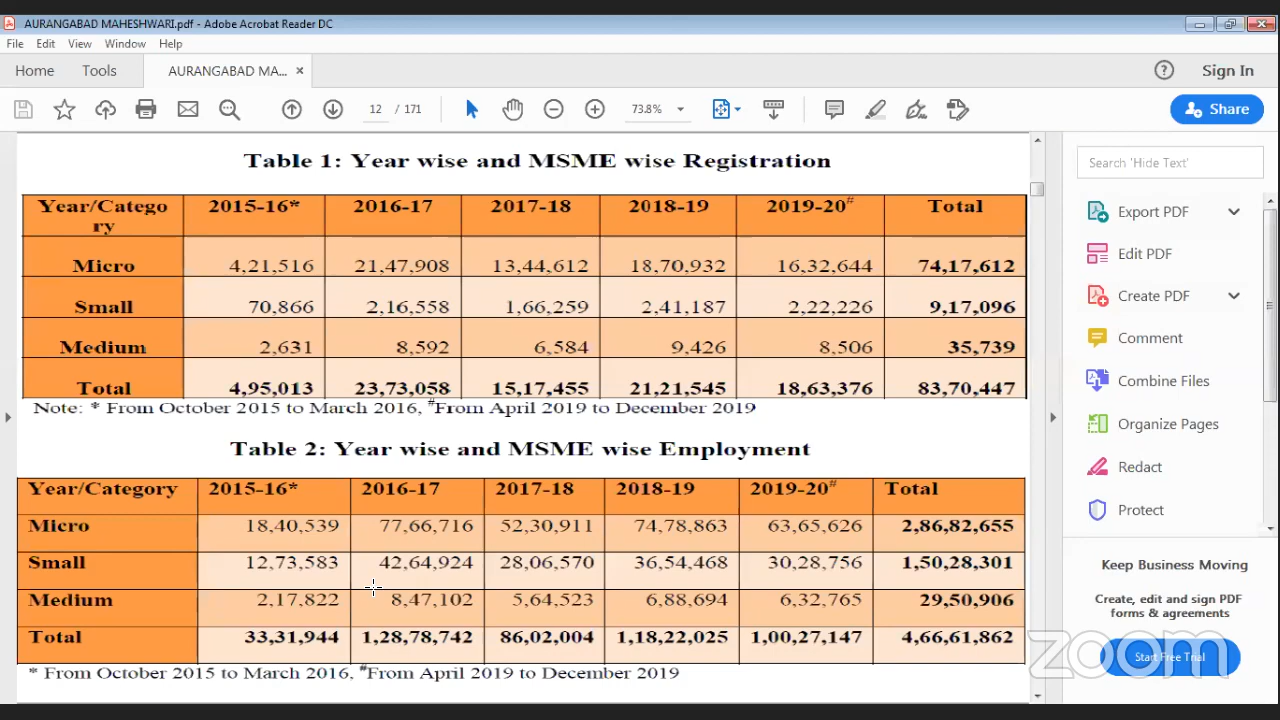 AURANGABAD MAHESHWARI.pdf - Adobe Acrobat Reader DC
File Edit View Window Help
Home Tools AURANGABAD MA... × Sign In
12 / 171 73.8% Share
Table 1: Year wise and MSME wise Registration
Year/Catego
ry 2015-16* 2016-17 2017-18 2018-19 2019-20# Total
Micro 4,21,516 21,47,908 13,44,612 18,70,932 16,32,644 74,17,612
Small 70,866 2,16,558 1,66,259 2,41,187 2,22,226 9,17,096
Medium 2,631 8,592 6,584 9,426 8,506 35,739
Total 4,95,013 23,73,058 15,17,455 21,21,545 18,63,376 83,70,447
Note: * From October 2015 to March 2016, #From April 2019 to December 2019
Table 2: Year wise and MSME wise Employment
Year/Category 2015-16* 2016-17 2017-18 2018-19 2019-20# Total
Micro 18,40,539 77,66,716 52,30,911 74,78,863 63,65,626 2,86,82,655
Small 12,73,583 42,64,924 28,06,570 36,54,468 30,28,756 1,50,28,301
Medium 2,17,822 8,47,102 5,64,523 6,88,694 6,32,765 29,50,906
Total 33,31,944 1,28,78,742 86,02,004 1,18,22,025 1,00,27,147 4,66,61,862
* From October 2015 to March 2016, #From April 2019 to December 2019
Search 'Hide Text'
Export PDF
Edit PDF
Create PDF
Comment
Combine Files
Organize Pages
Redact
Protect
Keep Business Moving
Create, edit and sign PDF
forms & agreements
Start Free Trial
zoom